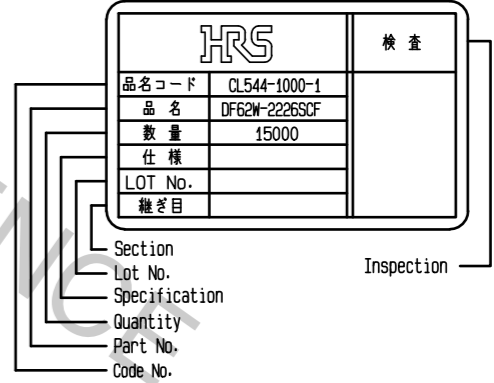 HRS 検 査
品名コード CL544-1000-1
品 名 DF62W-2226SCF
数 量 15000
仕 様
LOT No.
継ぎ目
Section
Lot No.
Inspection
Specification
Quantity
Part No.
Code No.